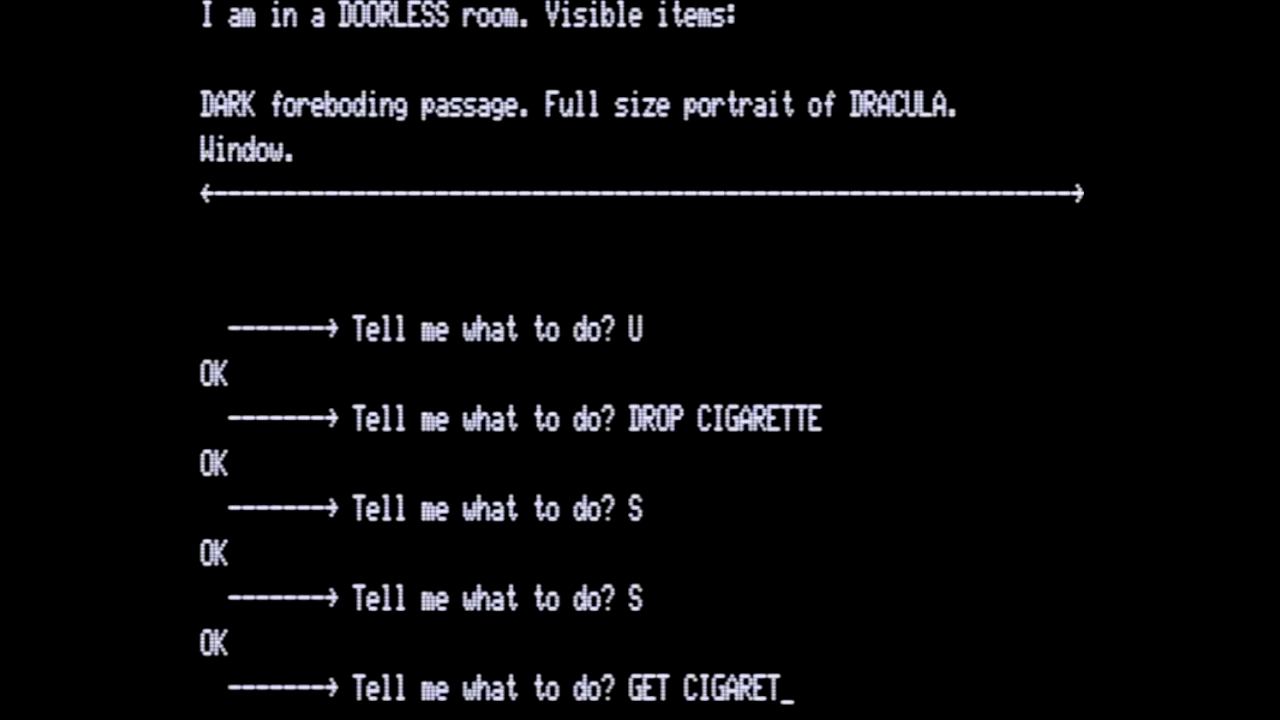 I am in a DOORLESS room. Visible items:
DARK foreboding passage. Full size portrait of DRACULA.
Window.
<------------------------------------------------------------->
-------> Tell me what to do? U
OK
-------> Tell me what to do? DROP CIGARETTE
OK
-------> Tell me what to do? S
OK
-------> Tell me what to do? S
OK
-------> Tell me what to do? GET CIGARET_